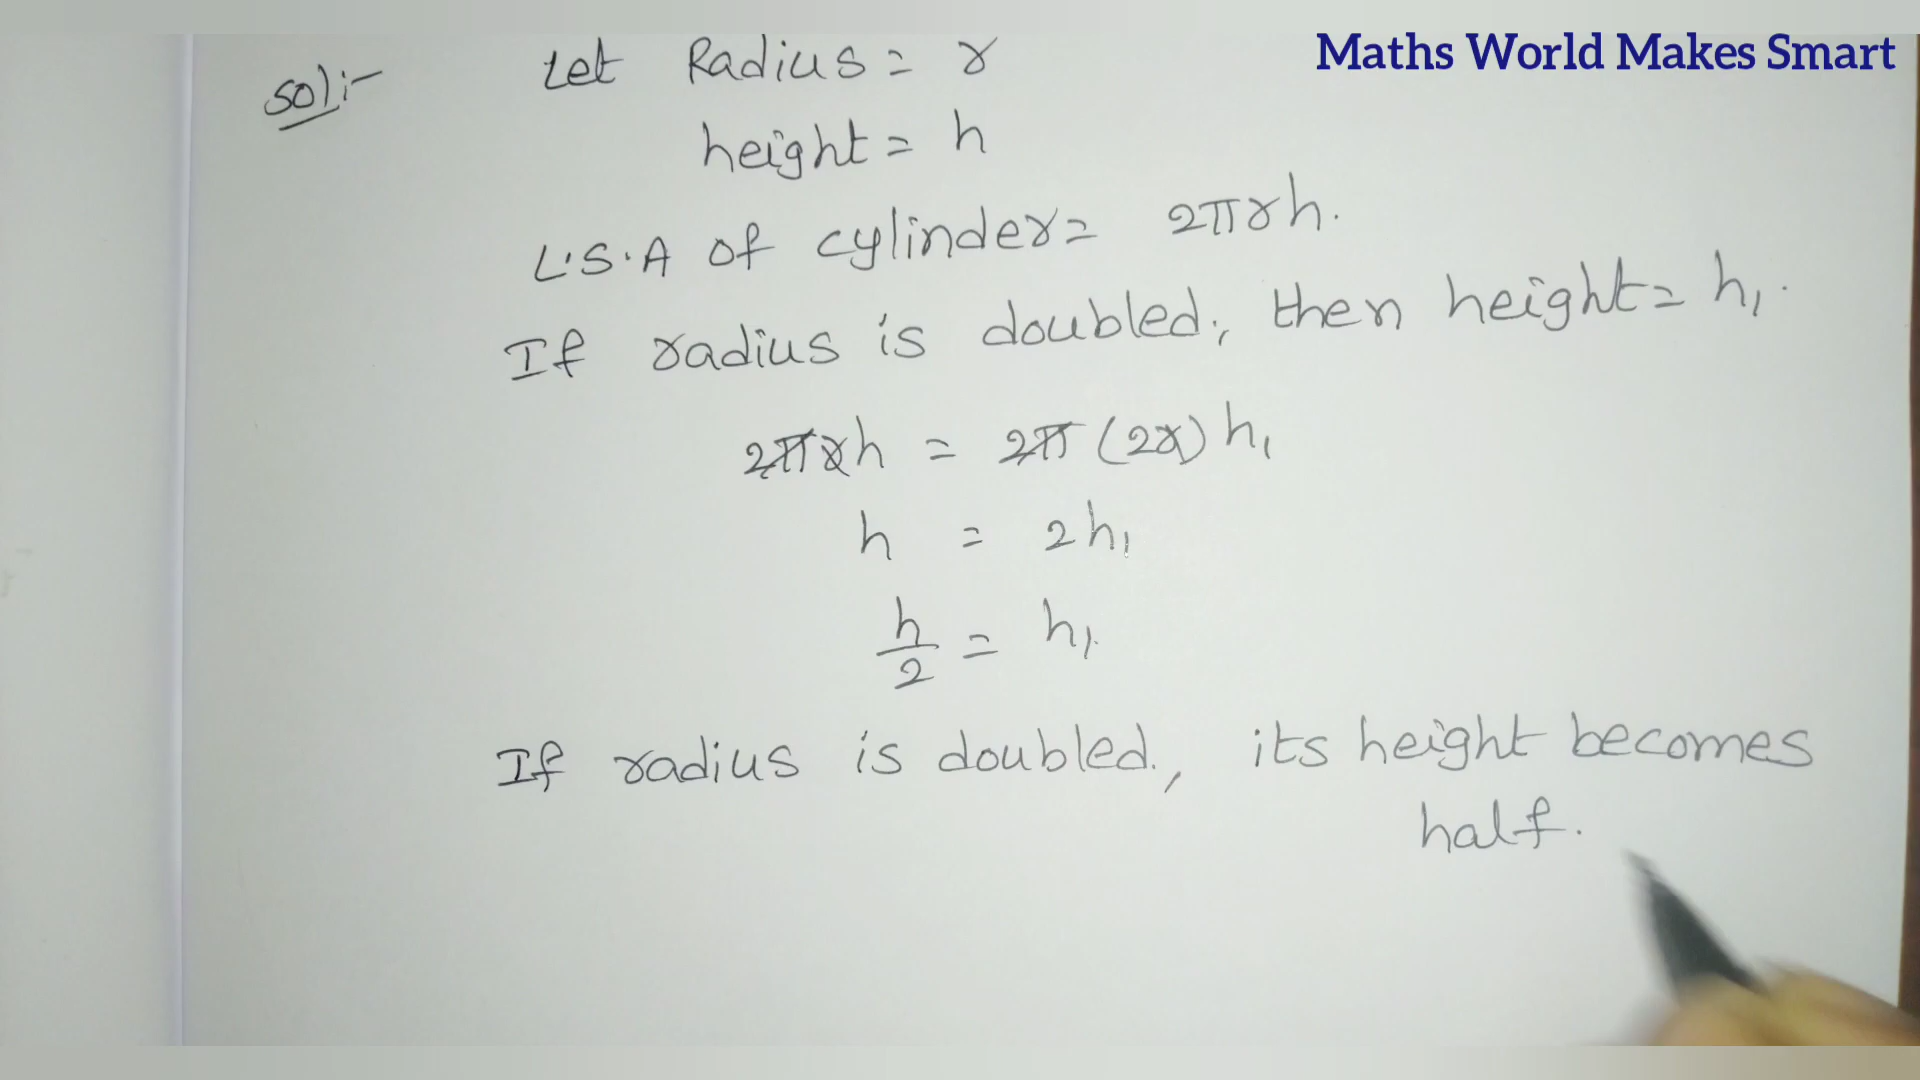 Maths World Makes Smart
Sol:- Let Radius = r
height = h
L.S.A of cylinder = 2πrh.
If radius is doubled, then height = h₁.
2πrh = 2π (2r) h₁
h = 2h₁
h/2 = h₁.
If radius is doubled., its height becomes
half.